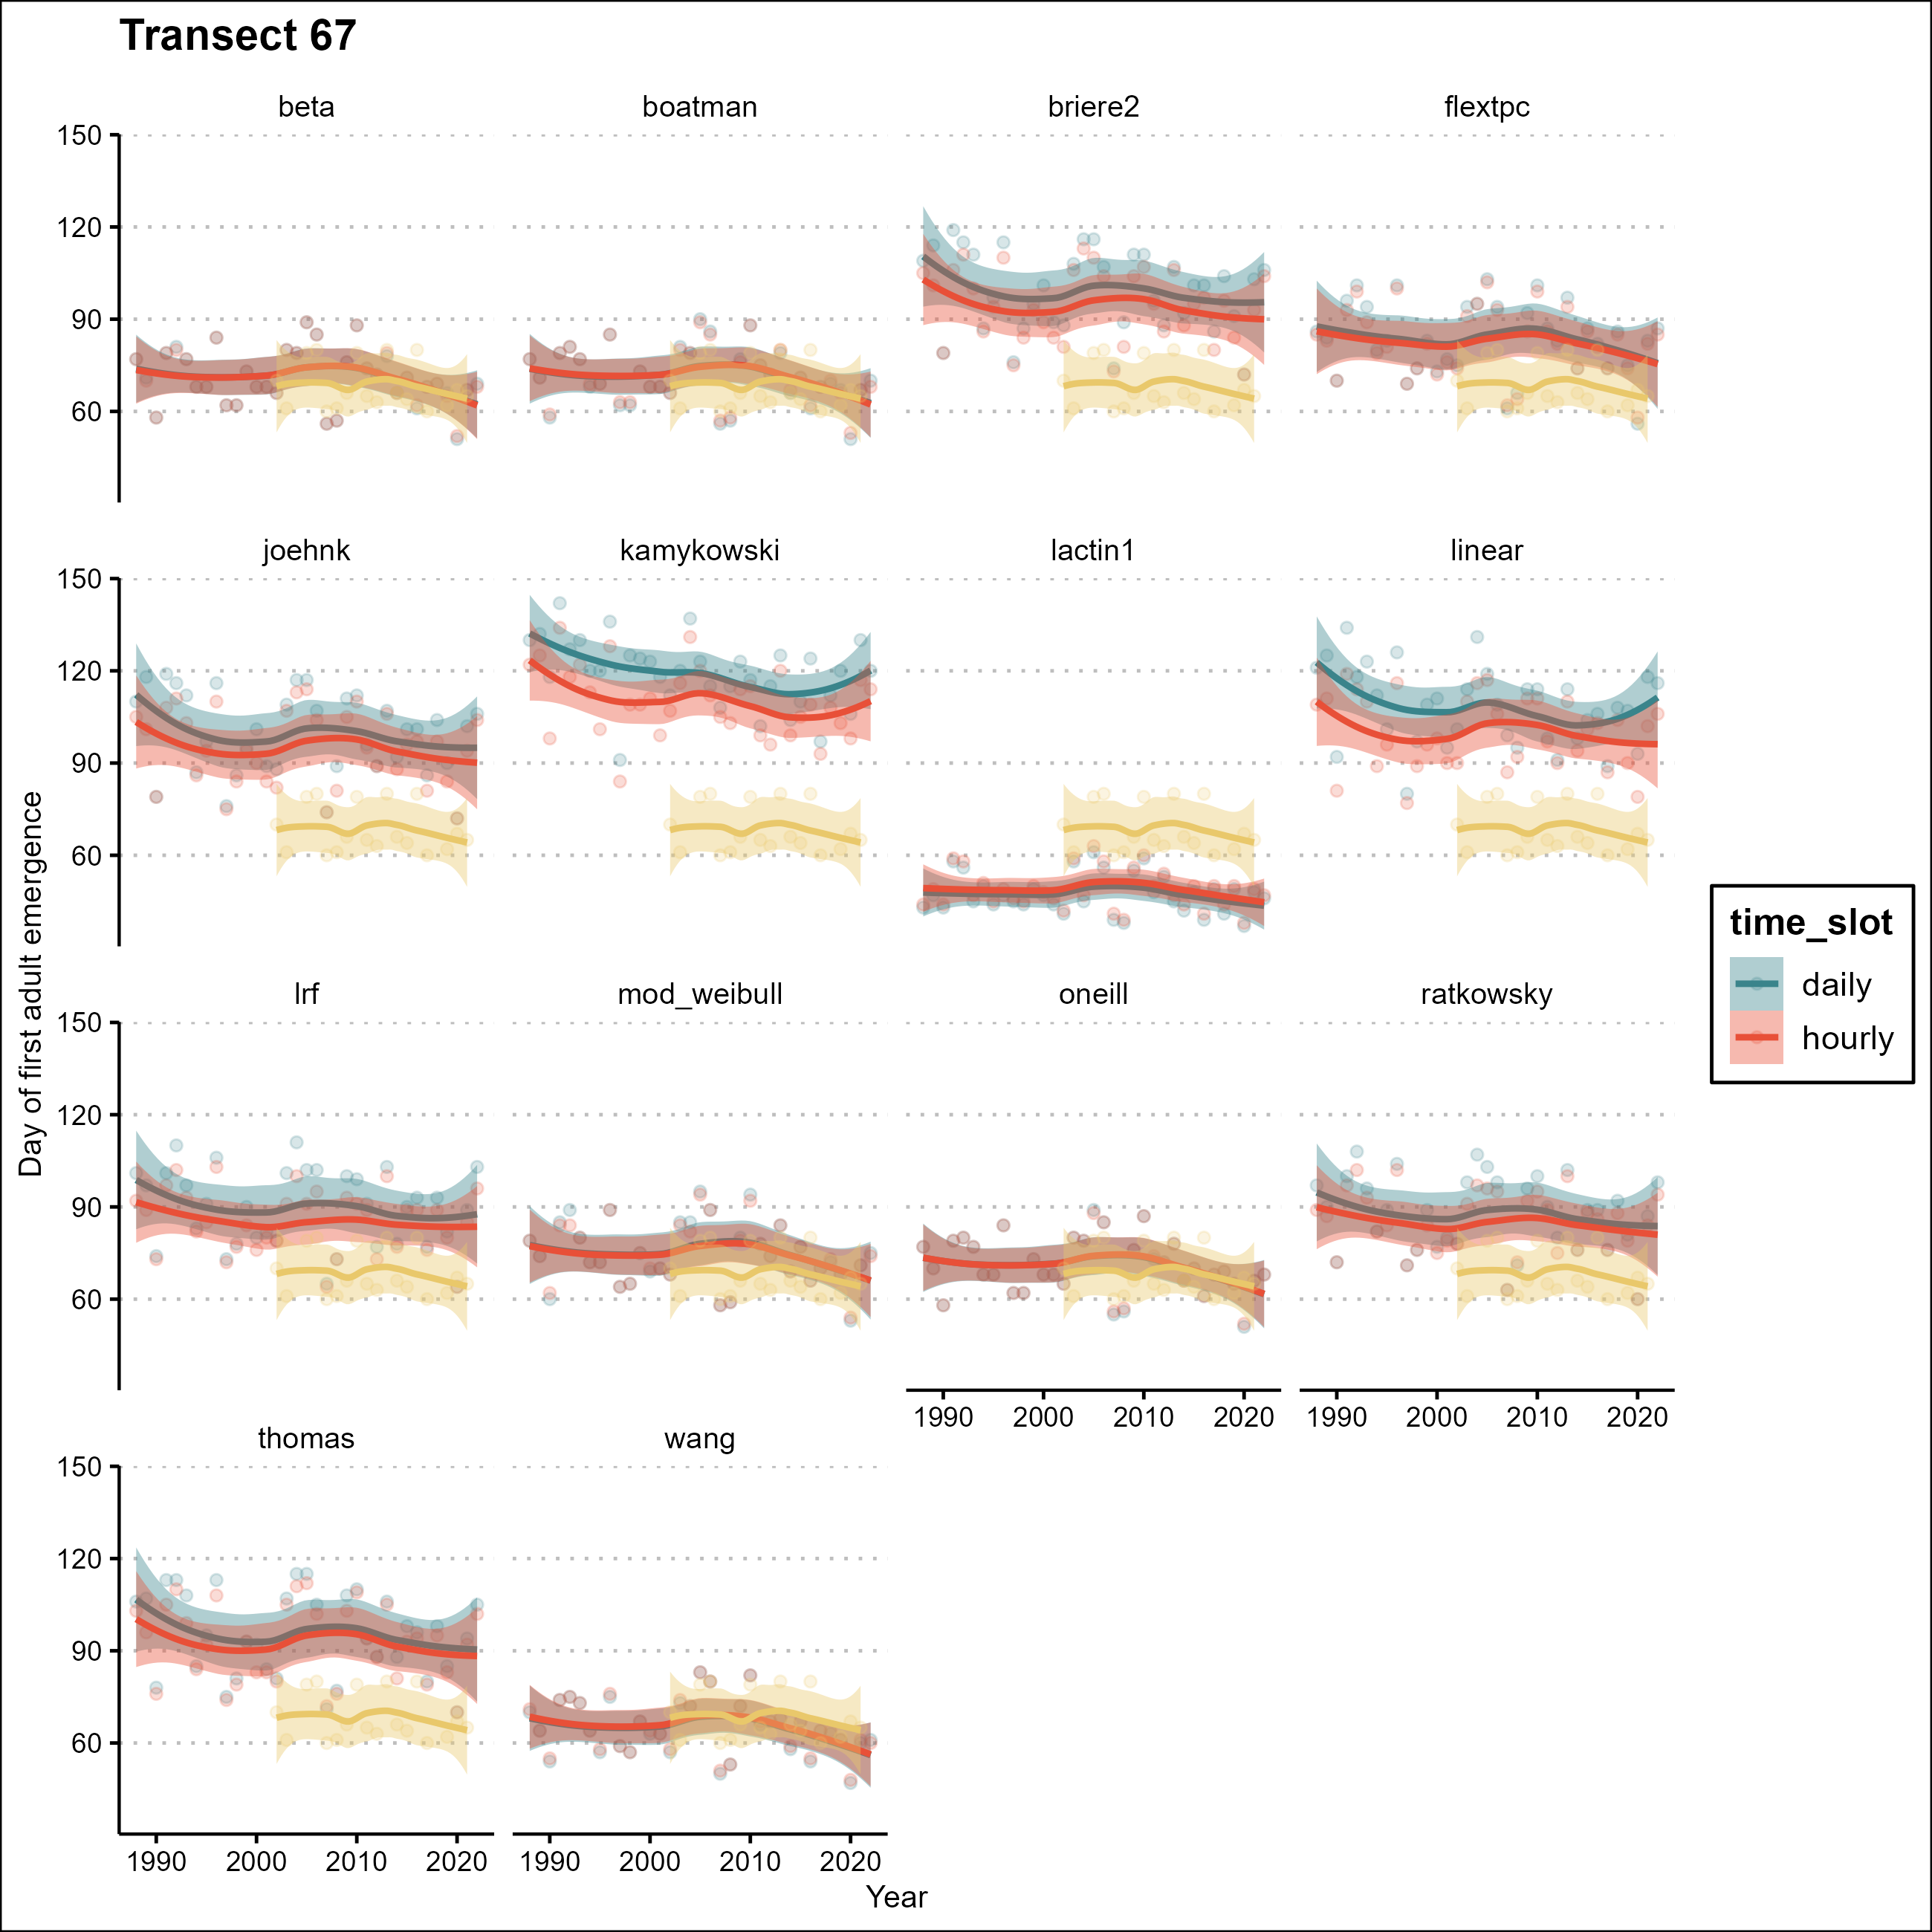 Transect 67
beta boatman briere2 flextpc
150
120
90
60
joehnk kamykowski lactin1 linear
150
120
90
60
Day of first adult emergence
time_slot
daily
hourly
lrf mod_weibull oneill ratkowsky
150
120
90
60
1990 2000 2010 2020 1990 2000 2010 2020
thomas wang
150
120
90
60
1990 2000 2010 2020 1990 2000 2010 2020
Year